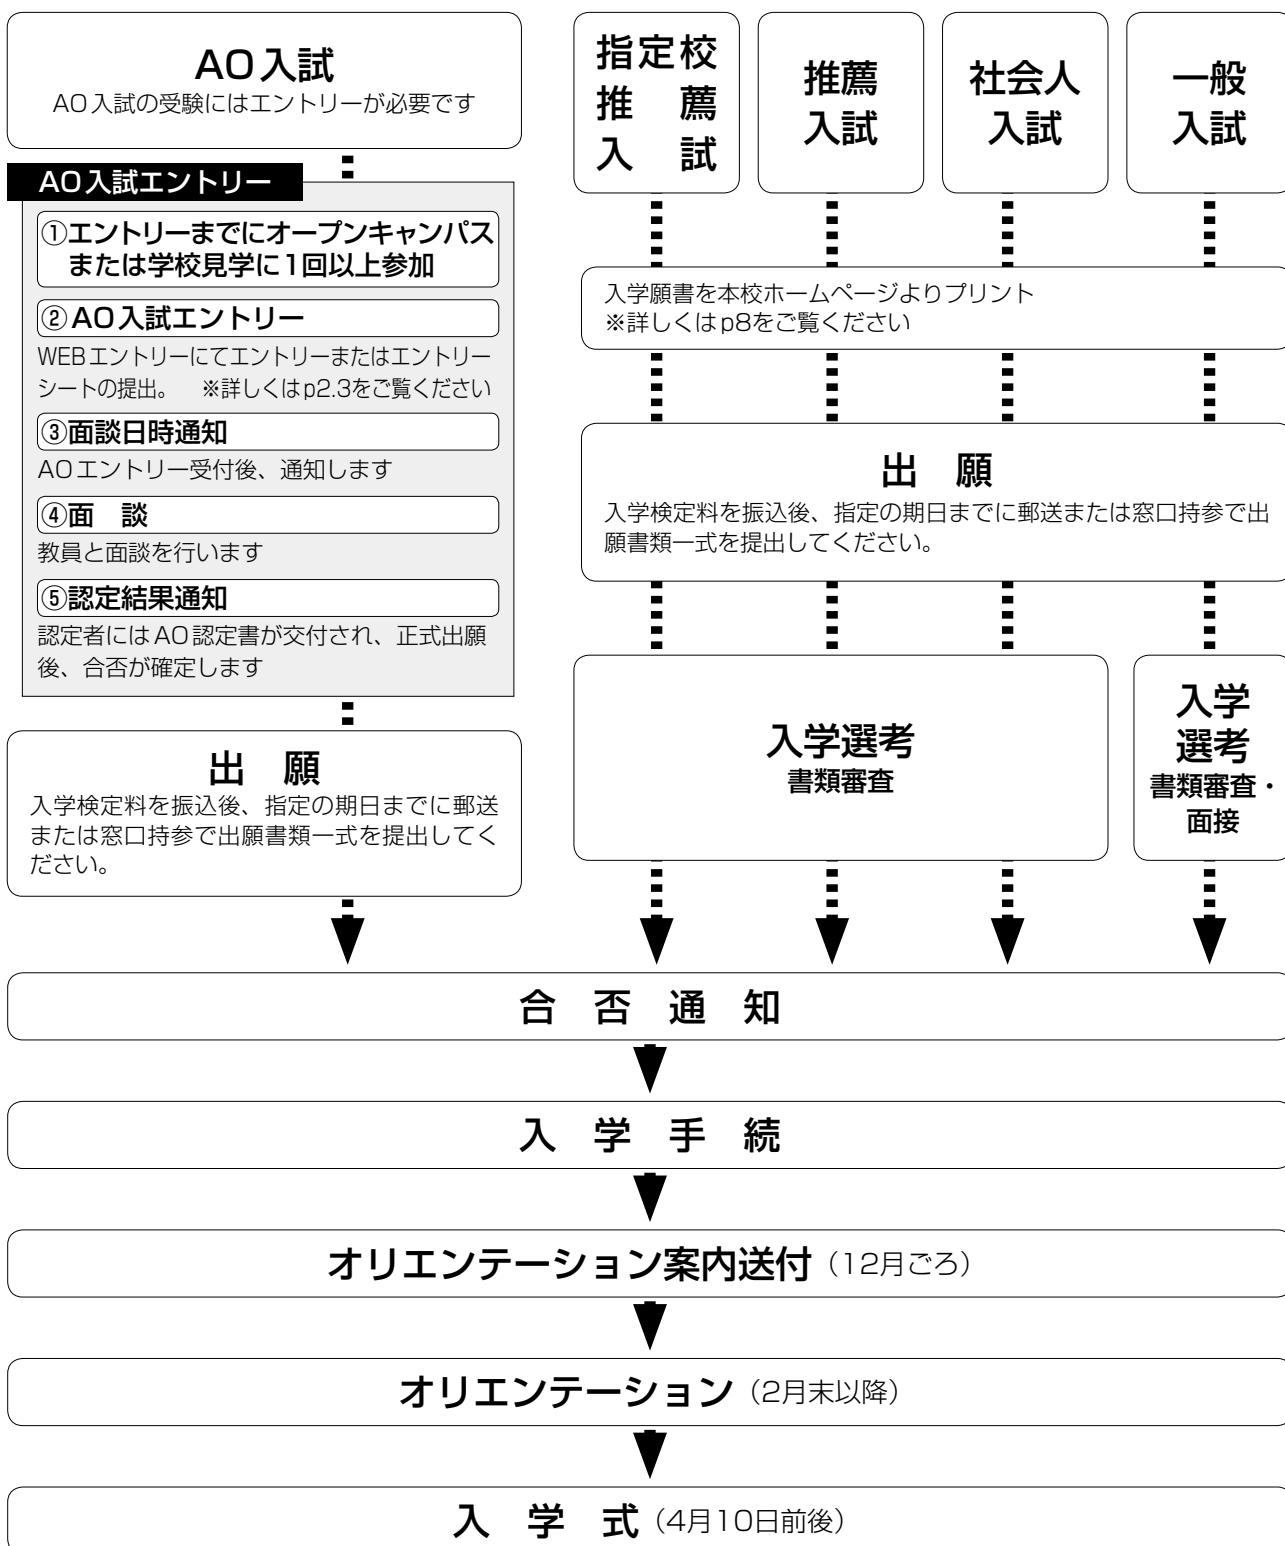 AO入試
AO入試の受験にはエントリーが必要です
AO入試エントリー
①エントリーまでにオープンキャンパス
または学校見学に1回以上参加
②AO入試エントリー
WEBエントリーにてエントリーまたはエントリー
シートの提出。　※詳しくはp2.3をご覧ください
③面談日時通知
AOエントリー受付後、通知します
④面　談
教員と面談を行います
⑤認定結果通知
認定者にはAO認定書が交付され、正式出願
後、合否が確定します
出　願
入学検定料を振込後、指定の期日までに郵送
または窓口持参で出願書類一式を提出してく
ださい。
指定校
推　薦
入　試
推薦
入試
社会人
入試
一般
入試
入学願書を本校ホームページよりプリント
※詳しくはp8をご覧ください
出　願
入学検定料を振込後、指定の期日までに郵送または窓口持参で出
願書類一式を提出してください。
入学選考
書類審査
入学
選考
書類審査・
面接
合　否　通　知
入　学　手　続
オリエンテーション案内送付（12月ごろ）
オリエンテーション（2月末以降）
入　学　式（4月10日前後）